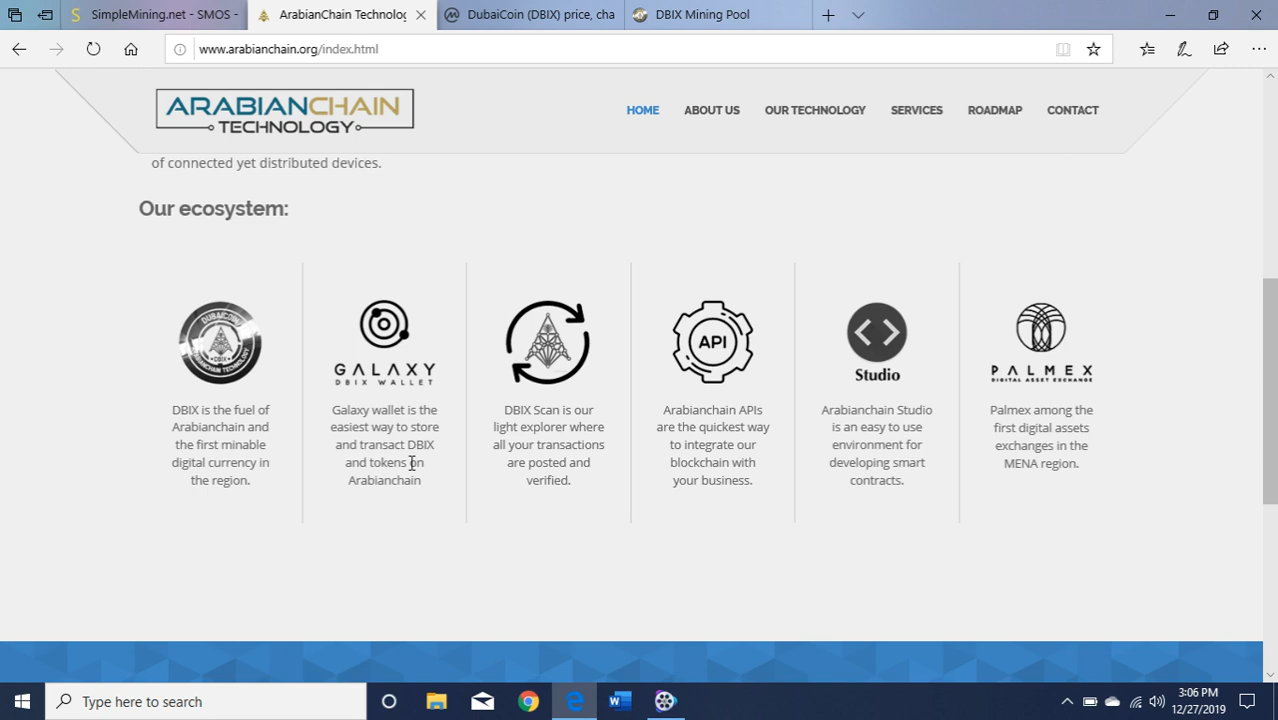 SimpleMining.net - SMOS -
ArabianChain Technolog
DubaiCoin (DBIX) price, cha
DBIX Mining Pool
www.arabianchain.org/index.html
ARABIANCHAIN
TECHNOLOGY
HOME
ABOUT US
OUR TECHNOLOGY
SERVICES
ROADMAP
CONTACT
of connected yet distributed devices.
Our ecosystem:
DBIX
DBIX is the fuel of
Arabianchain and
the first minable
digital currency in
the region.
GALAXY
DBIX WALLET
Galaxy wallet is the
easiest way to store
and transact DBIX
and tokens on
Arabianchain
DBIX Scan is our
light explorer where
all your transactions
are posted and
verified.
API
Arabianchain APIs
are the quickest way
to integrate our
blockchain with
your business.
Studio
Arabianchain Studio
is an easy to use
environment for
developing smart
contracts.
PALMEX
DIGITAL ASSET EXCHANGE
Palmex among the
first digital assets
exchanges in the
MENA region.
Type here to search
3:06 PM
12/27/2019